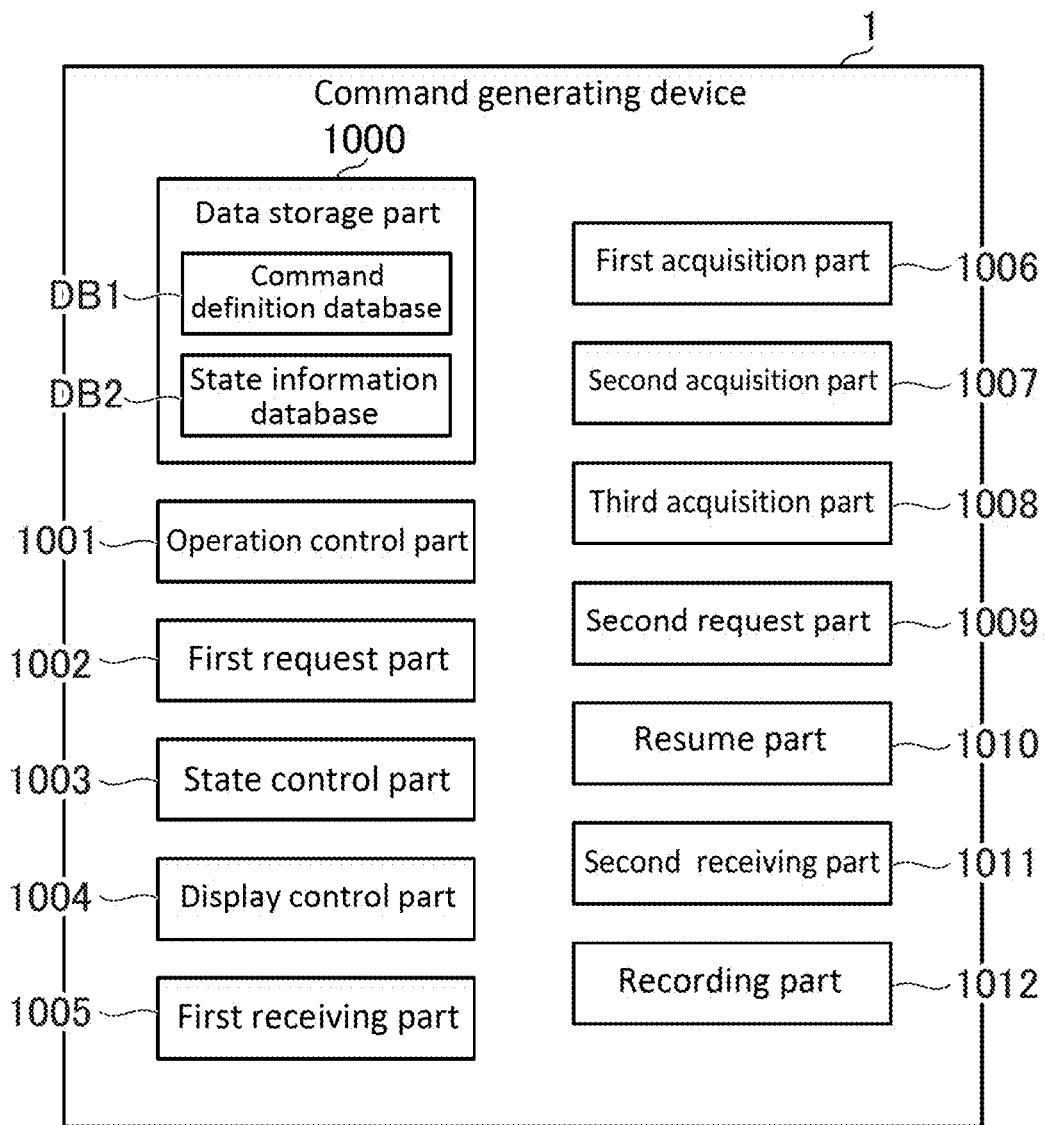 1
Command generating device
1000
Data storage part
DB1
Command
definition database
DB2
State information
database
1001
Operation control part
1002
First request part
1003
State control part
1004
Display control part
1005
First receiving part
First acquisition part
1006
Second acquisition part
1007
Third acquisition part
1008
Second request part
1009
Resume part
1010
Second receiving part
1011
Recording part
1012